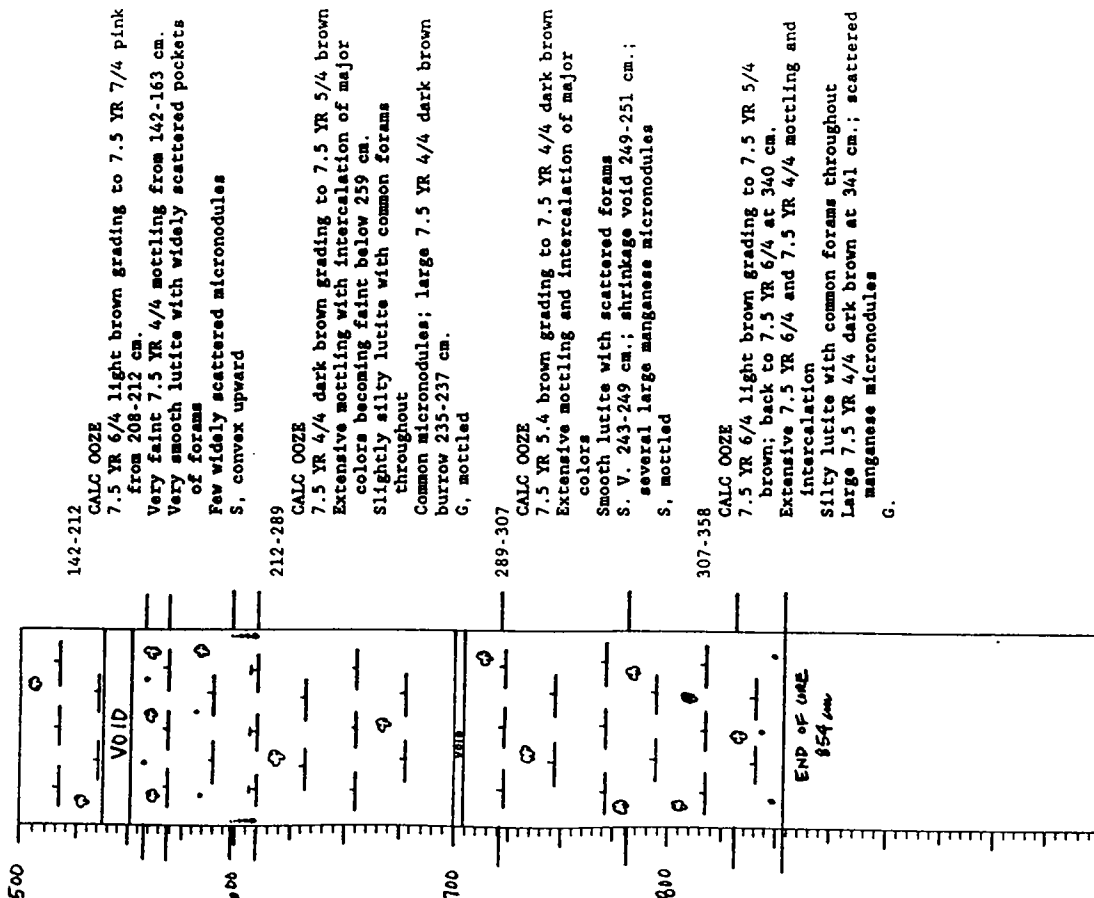 142-212
CALC OOZE
7.5 YR 6/4 light brown grading to 7.5 YR 7/4 pink
from 208-212 cm.
Very faint 7.5 YR 4/4 mottling from 142-163 cm.
Very smooth lutite with widely scattered pockets
of forams
Few widely scattered micronodules
S, convex upward
212-289
CALC OOZE
7.5 YR 4/4 dark brown grading to 7.5 YR 5/4 brown
Extensive mottling with intercalation of major
colors becoming faint below 259 cm.
Slightly silty lutite with common forams
throughout
Common micronodules; large 7.5 YR 4/4 dark brown
burrow 235-237 cm.
G, mottled
289-307
CALC OOZE
7.5 YR 5.4 brown grading to 7.5 YR 4/4 dark brown
Extensive mottling and intercalation of major
colors
Smooth lutite with scattered forams
S. V. 243-249 cm.; shrinkage void 249-251 cm.;
several large manganese micronodules
S, mottled
307-358
CALC OOZE
7.5 YR 6/4 light brown grading to 7.5 YR 5/4
brown; back to 7.5 YR 6/4 at 340 cm.
Extensive 7.5 YR 6/4 and 7.5 YR 4/4 mottling and
intercalation
Silty lutite with common forams throughout
Large 7.5 YR 4/4 dark brown at 341 cm.; scattered
manganese micronodules
G.
500
VOID
600
700
VOID
800
END OF CORE
854 cm